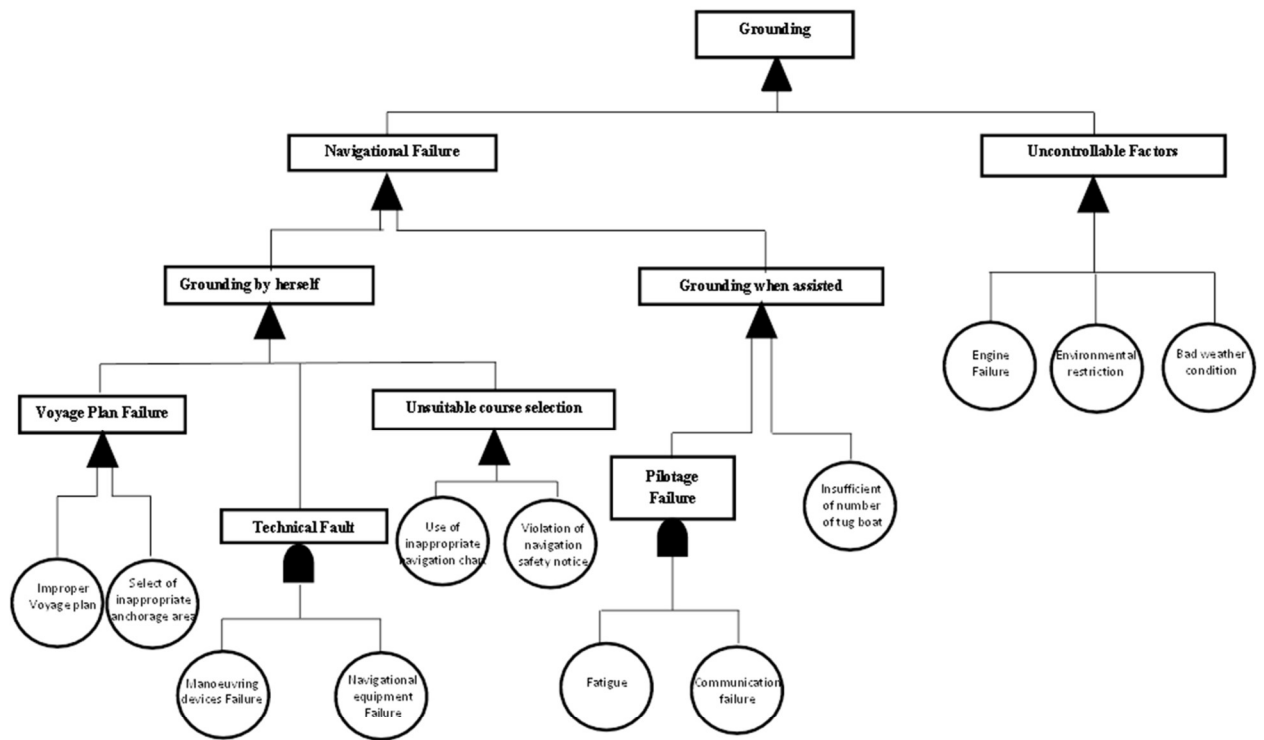 Grounding
Navigational Failure
Uncontrollable Factors
Grounding by herself
Grounding when assisted
Engine
Failure
Environmental
restriction
Bad weather
condition
Voyage Plan Failure
Unsuitable course selection
Pilotage
Failure
Insufficient
of number
of tug boat
Technical Fault
Use of
inappropriate
navigation chart
Violation of
navigation
safety notice
Improper
Voyage plan
Select of
inappropriate
anchorage area
Manoeuvring
devices Failure
Navigational
equipment
Failure
Fatigue
Communication
failure